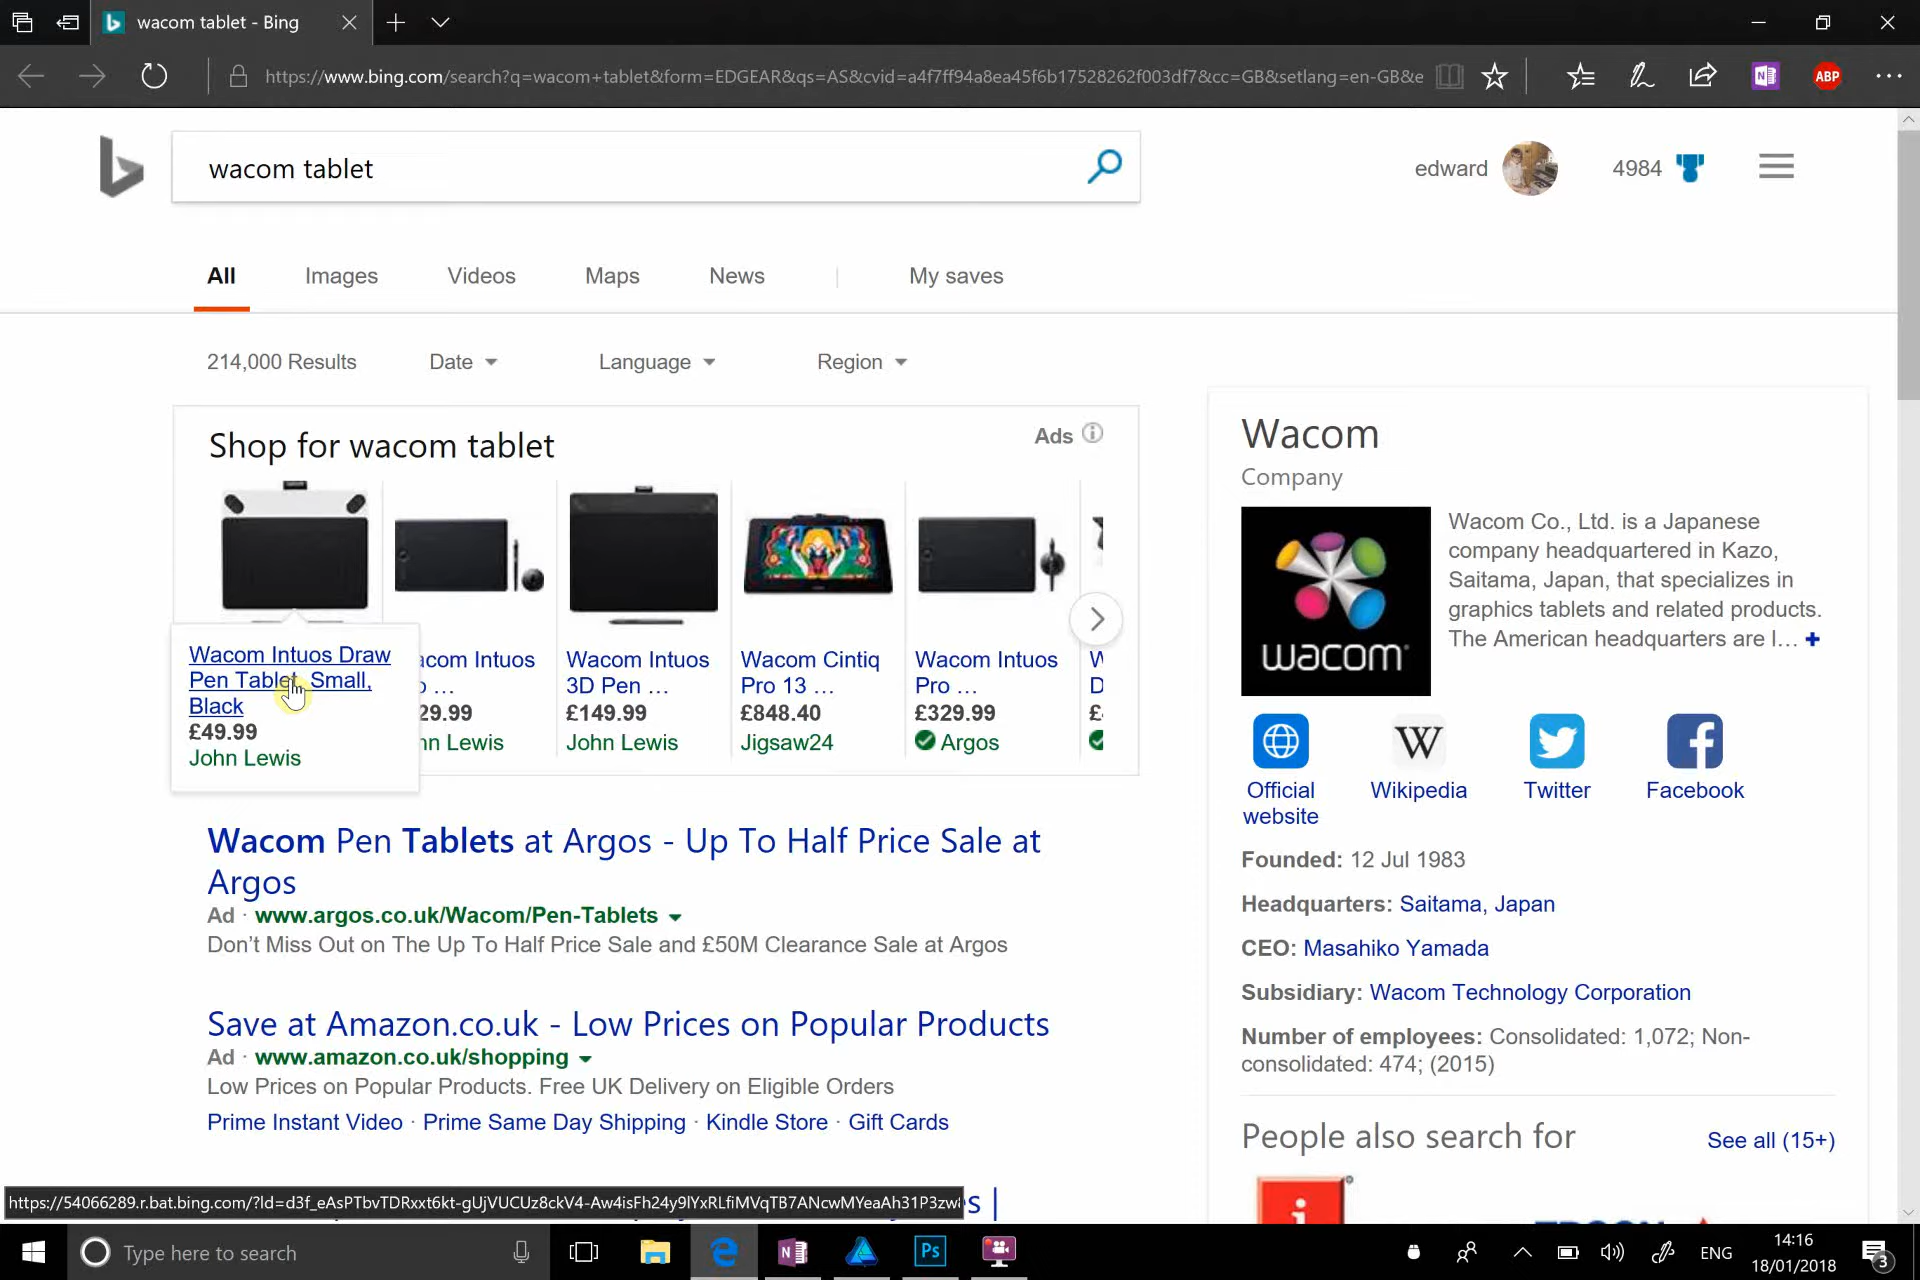 wacom tablet - Bing
https://www.bing.com/search?q=wacom+tablet&form=EDGEAR&qs=AS&cvid=a4f7ff94a8ea45f6b17528262f003df7&cc=GB&setlang=en-GB&e
ABP
wacom tablet
edward
4984
All
Images
Videos
Maps
News
My saves
214,000 Results
Date
Language
Region
Shop for wacom tablet
Ads
Wacom Intuos Draw
Pen Tablet, Small,
Black
£49.99
John Lewis
acom Intuos
o ...
29.99
hn Lewis
Wacom Intuos
3D Pen ...
£149.99
John Lewis
Wacom Cintiq
Pro 13 ...
£848.40
Jigsaw24
Wacom Intuos
Pro ...
£329.99
Argos
Wacom Pen Tablets at Argos - Up To Half Price Sale at
Argos
Ad · www.argos.co.uk/Wacom/Pen-Tablets
Don't Miss Out on The Up To Half Price Sale and £50M Clearance Sale at Argos
Save at Amazon.co.uk - Low Prices on Popular Products
Ad · www.amazon.co.uk/shopping
Low Prices on Popular Products. Free UK Delivery on Eligible Orders
Prime Instant Video · Prime Same Day Shipping · Kindle Store · Gift Cards
Wacom
Company
wacom
Wacom Co., Ltd. is a Japanese
company headquartered in Kazo,
Saitama, Japan, that specializes in
graphics tablets and related products.
The American headquarters are l...
W
Official
website
Wikipedia
Twitter
Facebook
Founded: 12 Jul 1983
Headquarters: Saitama, Japan
CEO: Masahiko Yamada
Subsidiary: Wacom Technology Corporation
Number of employees: Consolidated: 1,072; Non-
consolidated: 474; (2015)
People also search for
See all (15+)
Type here to search
Ps
ENG
14:16
18/01/2018
3